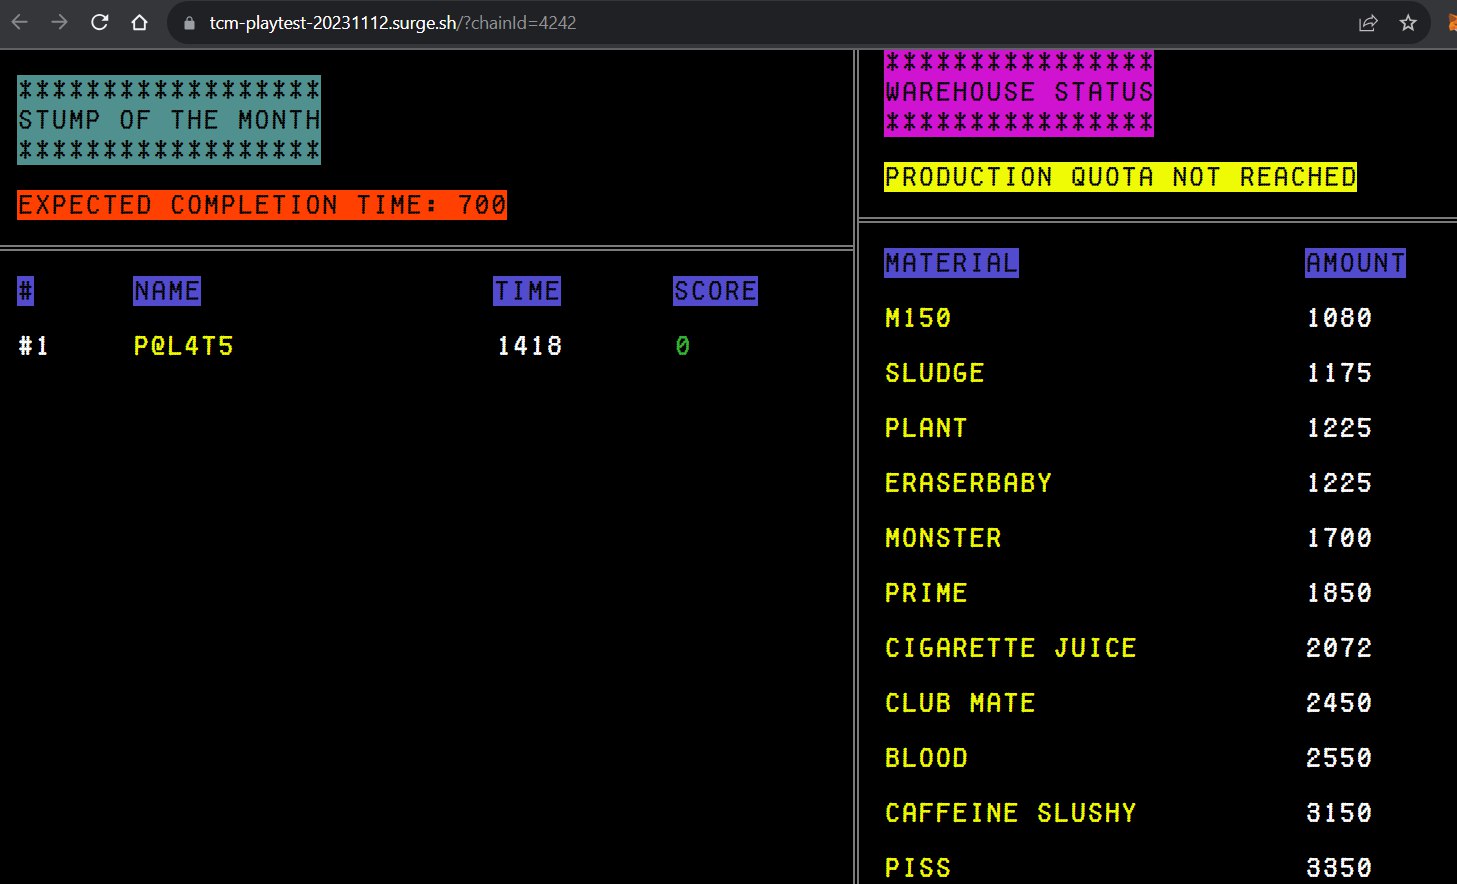 tcm-playtest-20231112.surge.sh/?chainId=4242
******************
STUMP OF THE MONTH
******************
EXPECTED COMPLETION TIME: 700
# NAME TIME SCORE
#1 P@L4T5 1418 0
****************
WAREHOUSE STATUS
****************
PRODUCTION QUOTA NOT REACHED
MATERIAL AMOUNT
M150 1080
SLUDGE 1175
PLANT 1225
ERASERBABY 1225
MONSTER 1700
PRIME 1850
CIGARETTE JUICE 2072
CLUB MATE 2450
BLOOD 2550
CAFFEINE SLUSHY 3150
PISS 3350